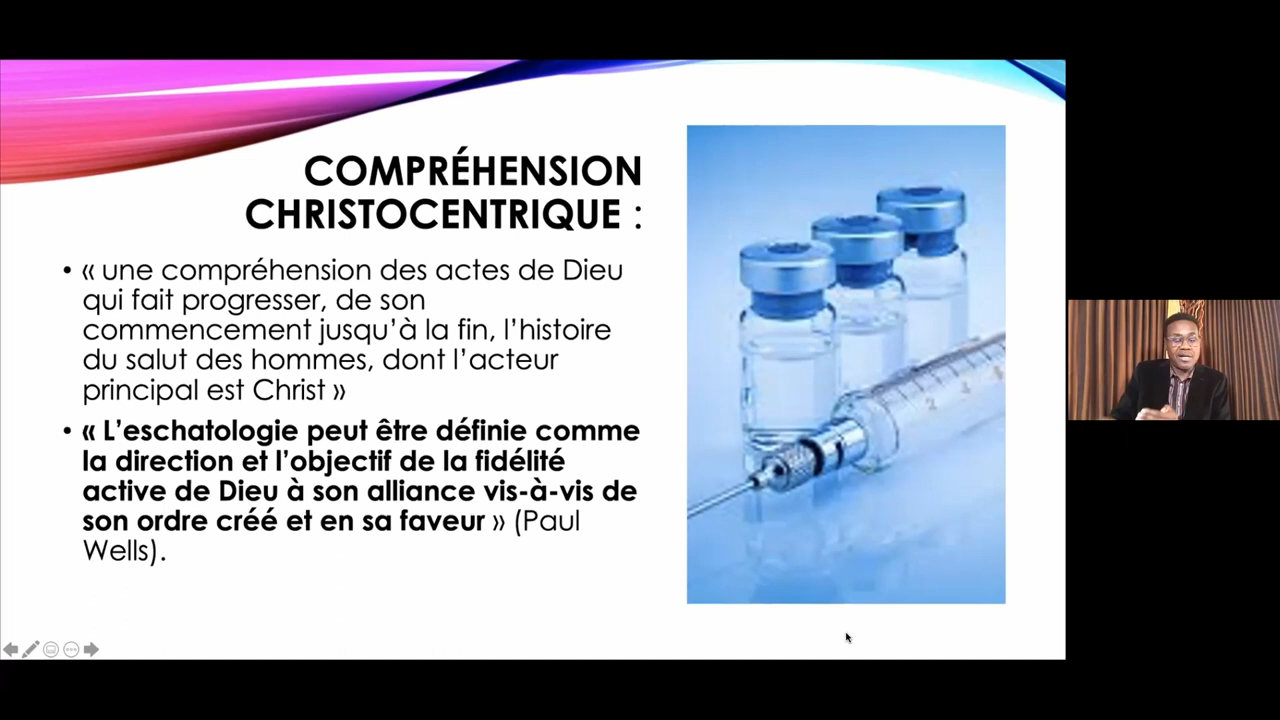 COMPRÉHENSION
CHRISTOCENTRIQUE :
• « une compréhension des actes de Dieu
qui fait progresser, de son
commencement jusqu’à la fin, l’histoire
du salut des hommes, dont l’acteur
principal est Christ »
• « L’eschatologie peut être définie comme
la direction et l’objectif de la fidélité
active de Dieu à son alliance vis-à-vis de
son ordre créé et en sa faveur » (Paul
Wells).